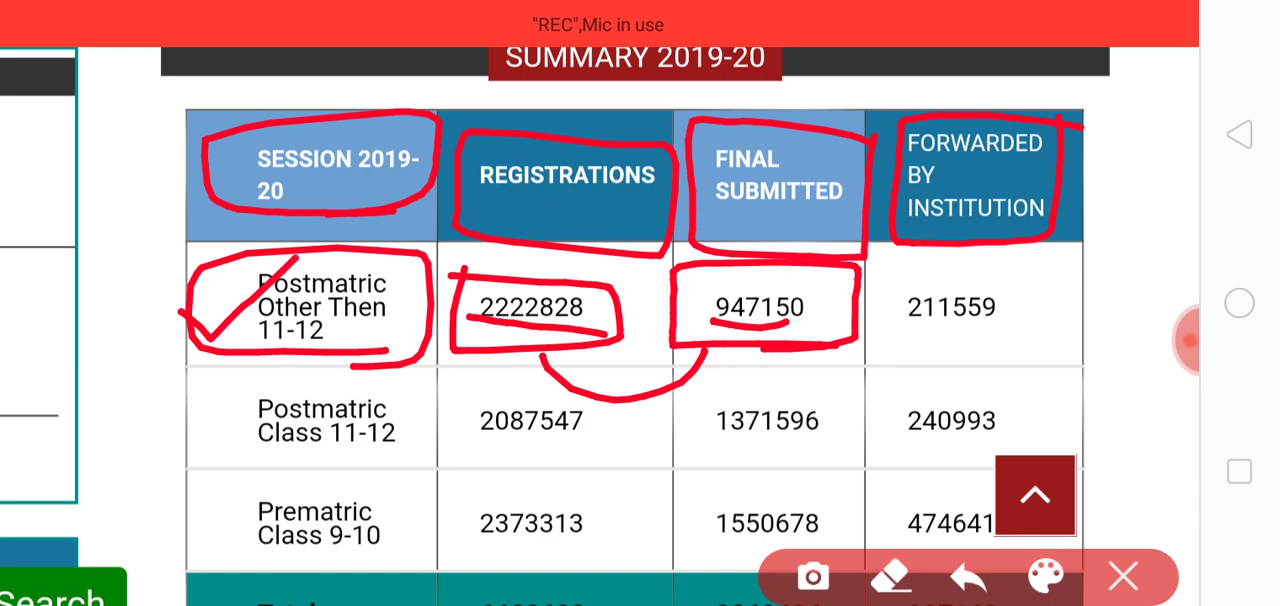 "REC",Mic in use
SUMMARY 2019-20
SESSION 2019-
20
REGISTRATIONS
FINAL
SUBMITTED
FORWARDED
BY
INSTITUTION
Postmatric
Other Then
11-12
2222828
947150
211559
Postmatric
Class 11-12
2087547
1371596
240993
Prematric
Class 9-10
2373313
1550678
474641
Search